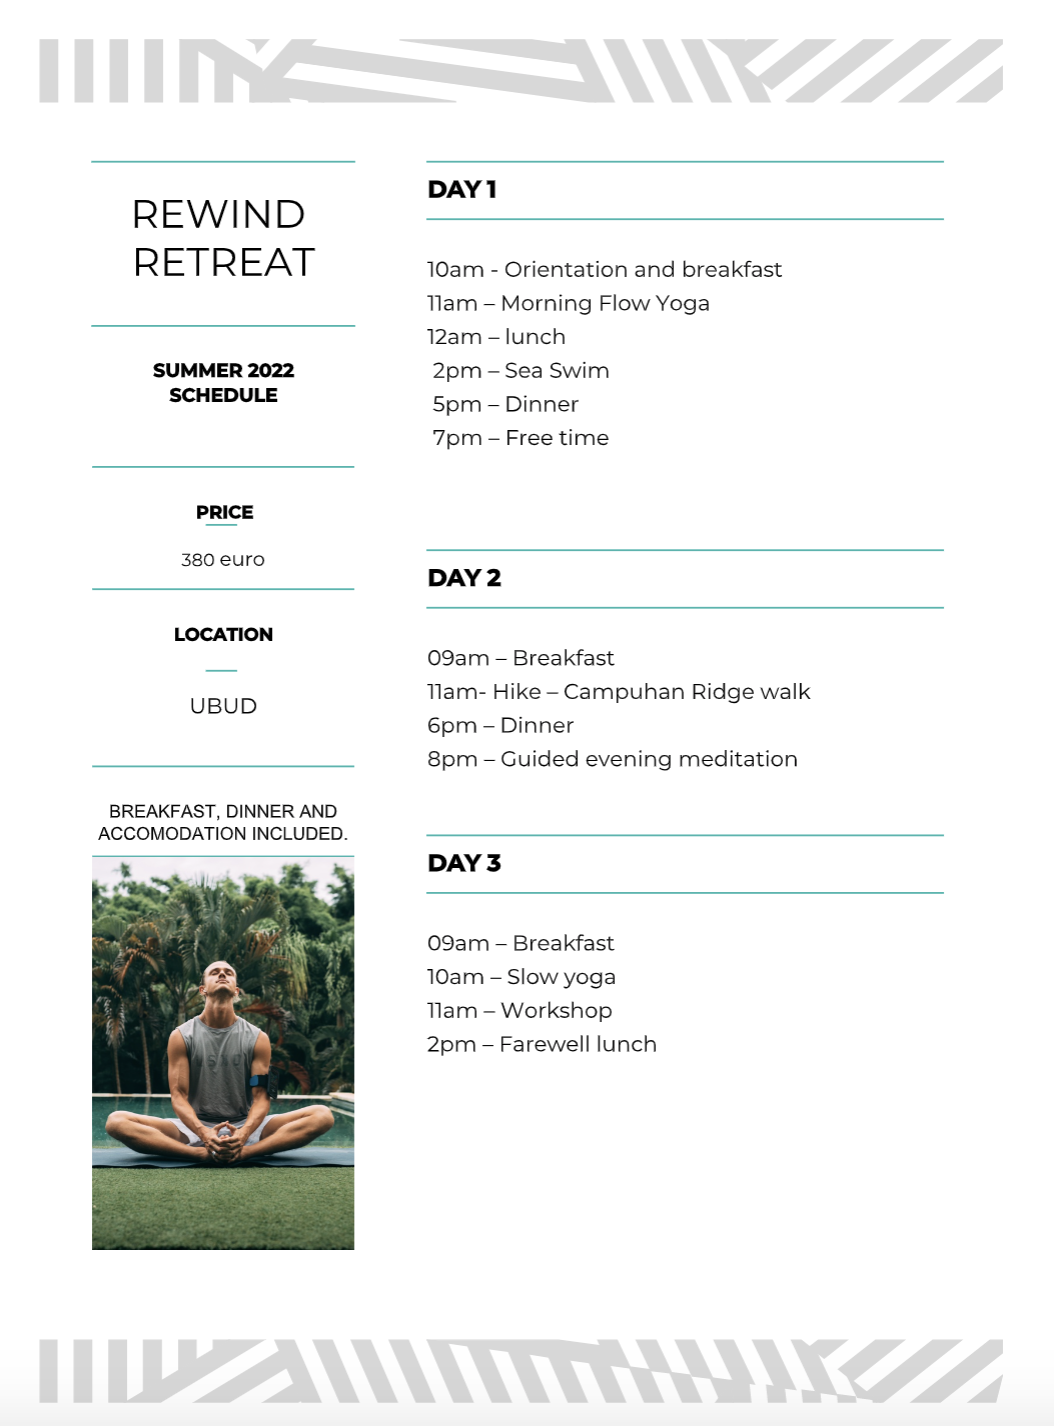 REWIND
RETREAT
SUMMER 2022
SCHEDULE
PRICE
380 euro
LOCATION
UBUD
BREAKFAST, DINNER AND
ACCOMODATION INCLUDED.
DAY 1
10am - Orientation and breakfast
11am – Morning Flow Yoga
12am – lunch
2pm – Sea Swim
5pm – Dinner
7pm – Free time
DAY 2
09am – Breakfast
11am- Hike – Campuhan Ridge walk
6pm – Dinner
8pm – Guided evening meditation
DAY 3
09am – Breakfast
10am – Slow yoga
11am – Workshop
2pm – Farewell lunch